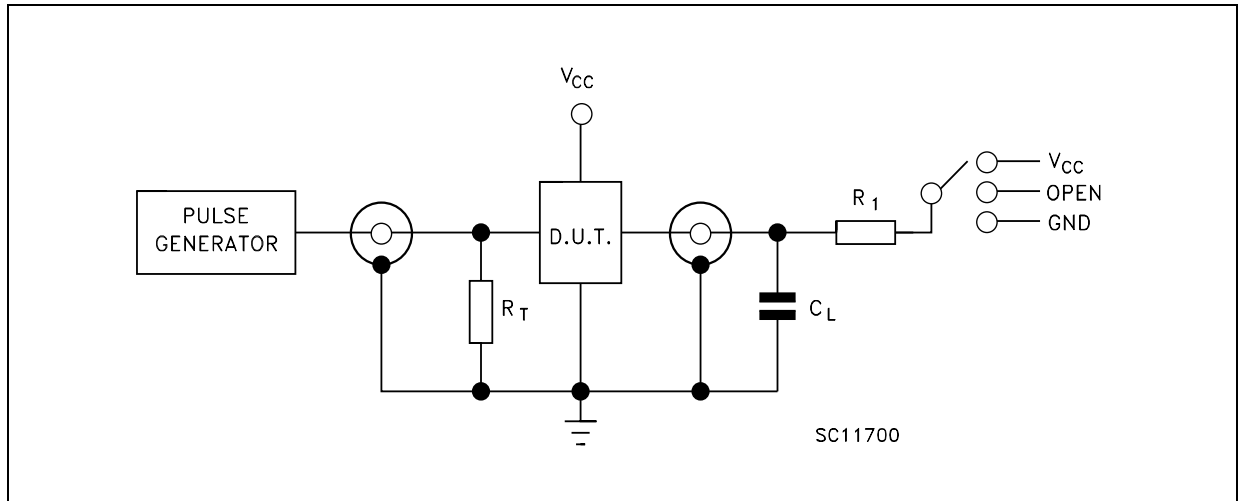 VCC
PULSE
GENERATOR
D.U.T.
RT
CL
R1
VCC
OPEN
GND
SC11700